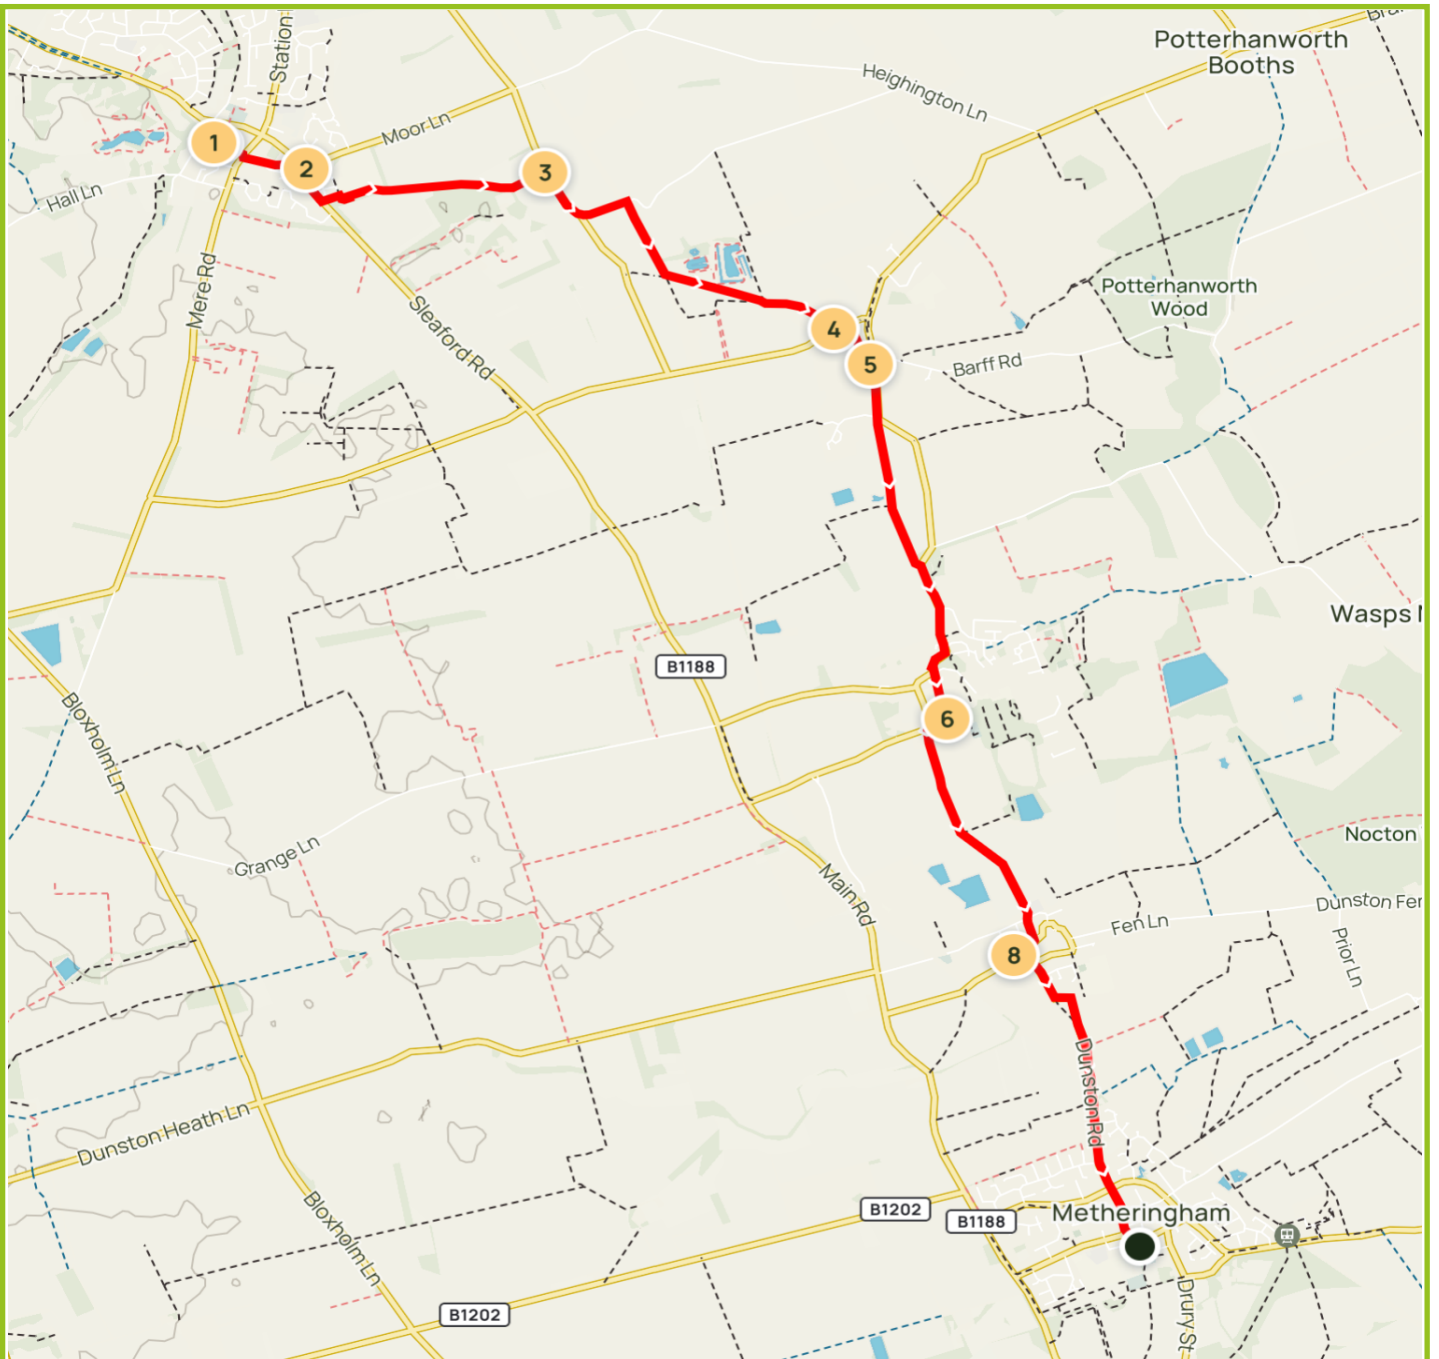 Station
Bra
Potterhanworth
Booths
Heighington Ln
Moor Ln
1
2
3
Hall Ln
Mere Rd
Potterhanworth
Wood
Sleaford Rd
4
5
Barff Rd
Wasps
B1188
Bloxholm Ln
6
Grange Ln
Main Rd
Nocton
Dunston Fer
Fen Ln
8
Prior Ln
Dunston Rd
Dunston Heath Ln
Bloxholm Ln
B1202
B1188
Metheringham
Drury St
B1202